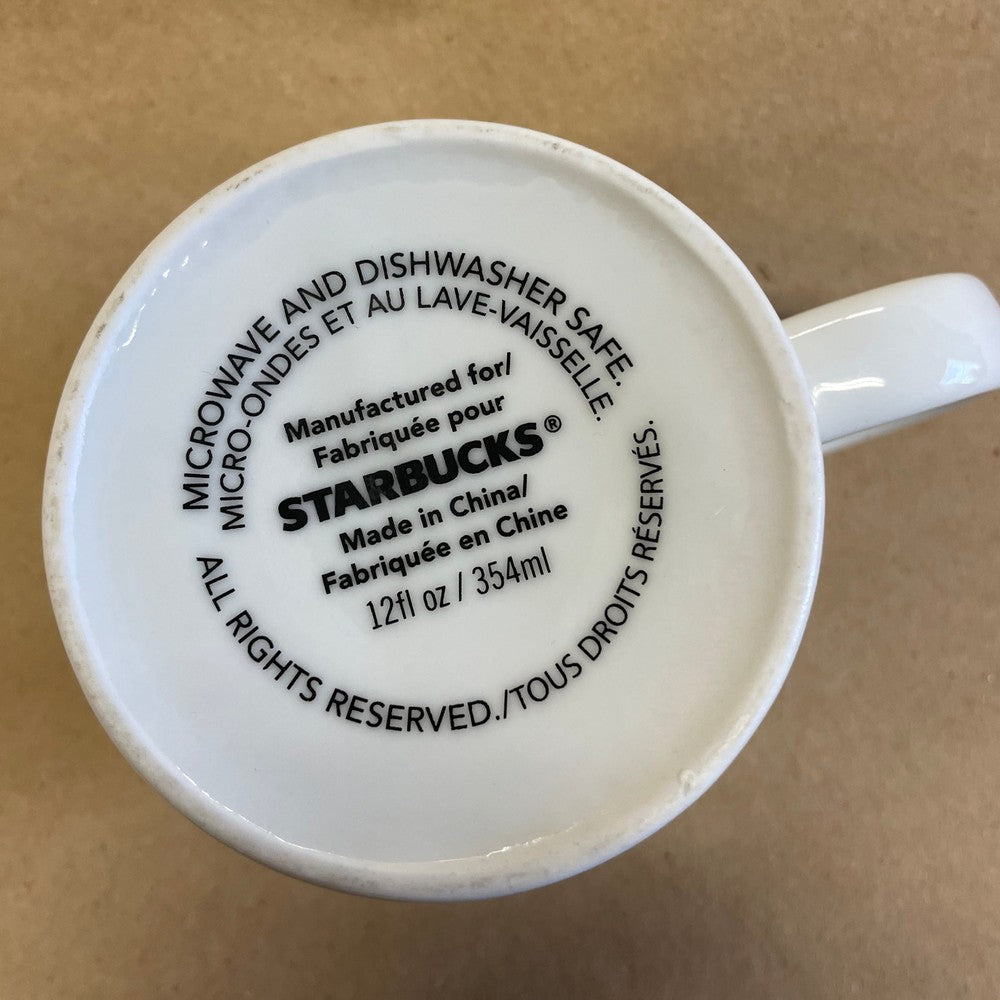 MICROWAVE AND DISHWASHER SAFE.
MICRO-ONDES ET AU LAVE-VAISSELLE.
Manufactured for/
Fabriquée pour
STARBUCKS®
Made in China/
Fabriquée en Chine
12fl oz / 354ml
ALL RIGHTS RESERVED./TOUS DROITS RÉSERVÉS.